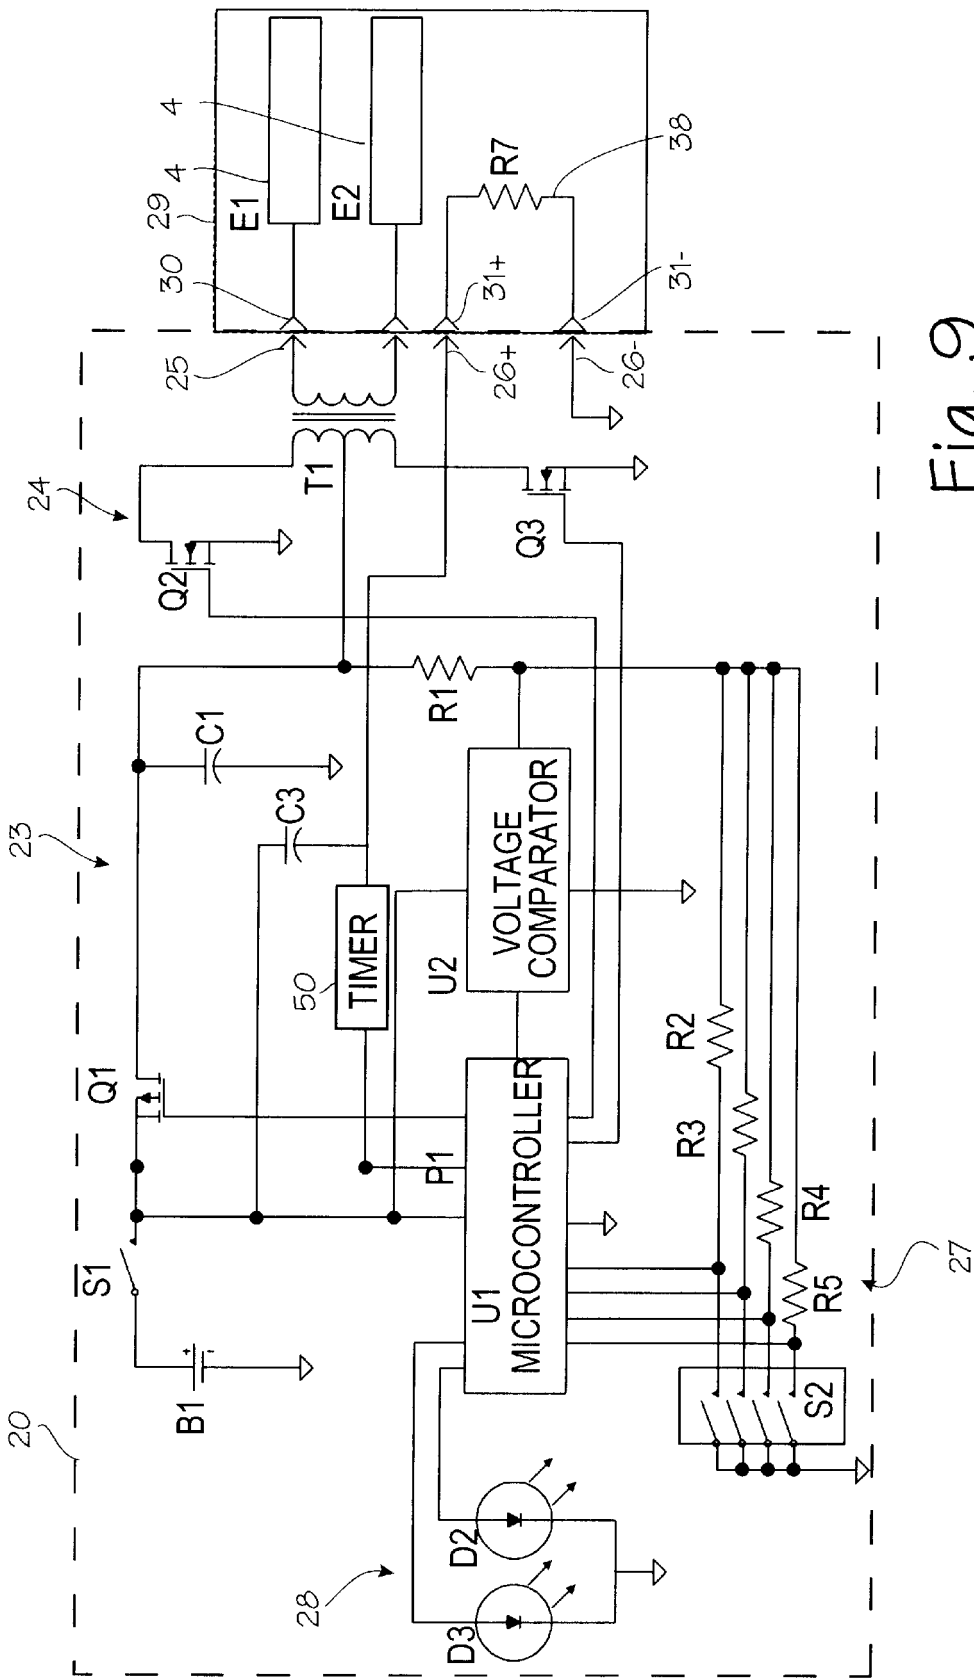 20
S1
B1
+
-
23
Q1
C1
C3
50
TIMER
24
Q2
T1
Q3
25
30
29
4
4
E1
E2
R7
38
31+
31-
26+
26-
R1
P1
U1
MICROCONTROLLER
U2
VOLTAGE
COMPARATOR
R2
R3
R4
R5
S2
27
28
D2
D3
Fig. 9